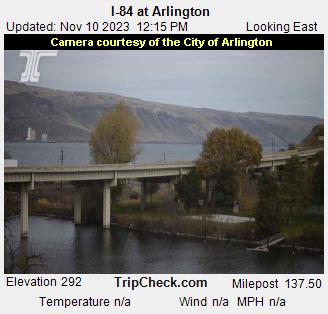 I-84 at Arlington
Updated: Nov 10 2023 12:15 PM Looking East
Camera courtesy of the City of Arlington
Elevation 292 TripCheck.com Milepost 137.50
Temperature n/a Wind n/a MPH n/a